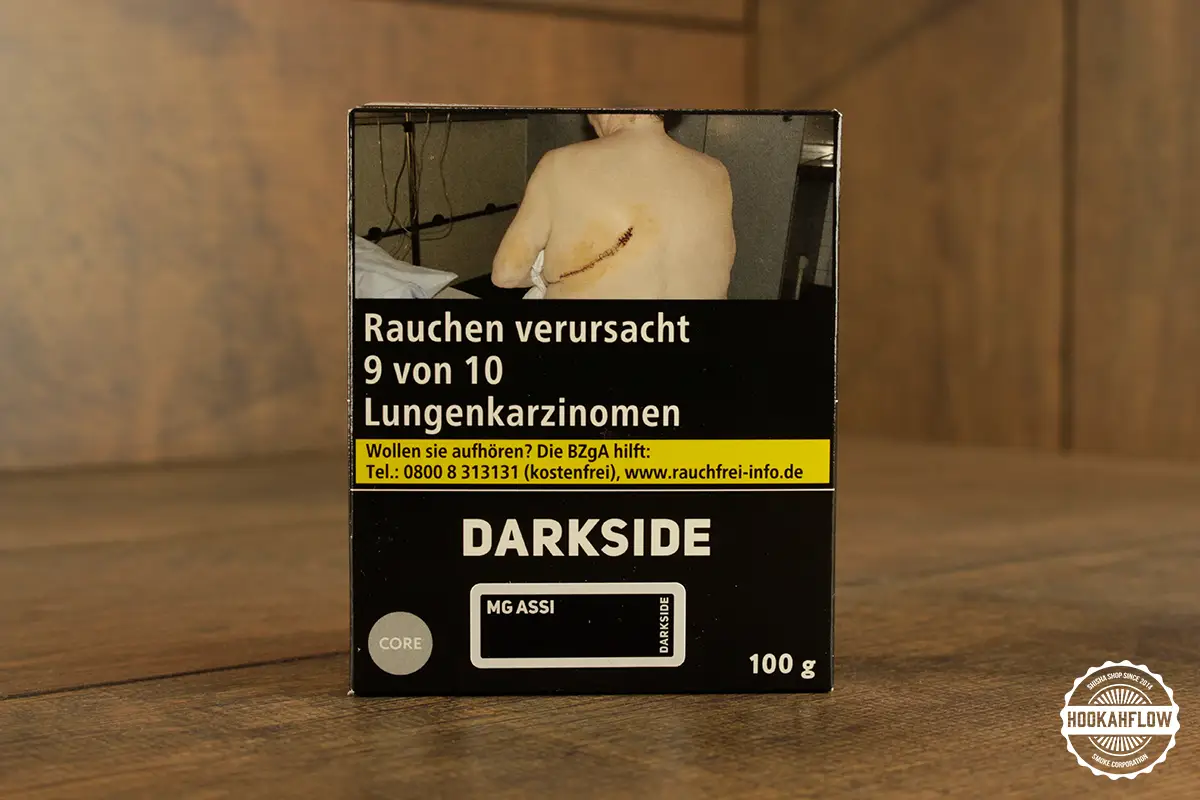 Rauchen verursacht
9 von 10
Lungenkarzinomen
Wollen sie aufhören? Die BZgA hilft:
Tel.: 0800 8 313131 (kostenfrei), www.rauchfrei-info.de
DARKSIDE
MG ASSI
DARKSIDE
CORE
100 g
SHISHA SHOP SINCE 2014
HOOKAHFLOW
SMOKE CORPORATION